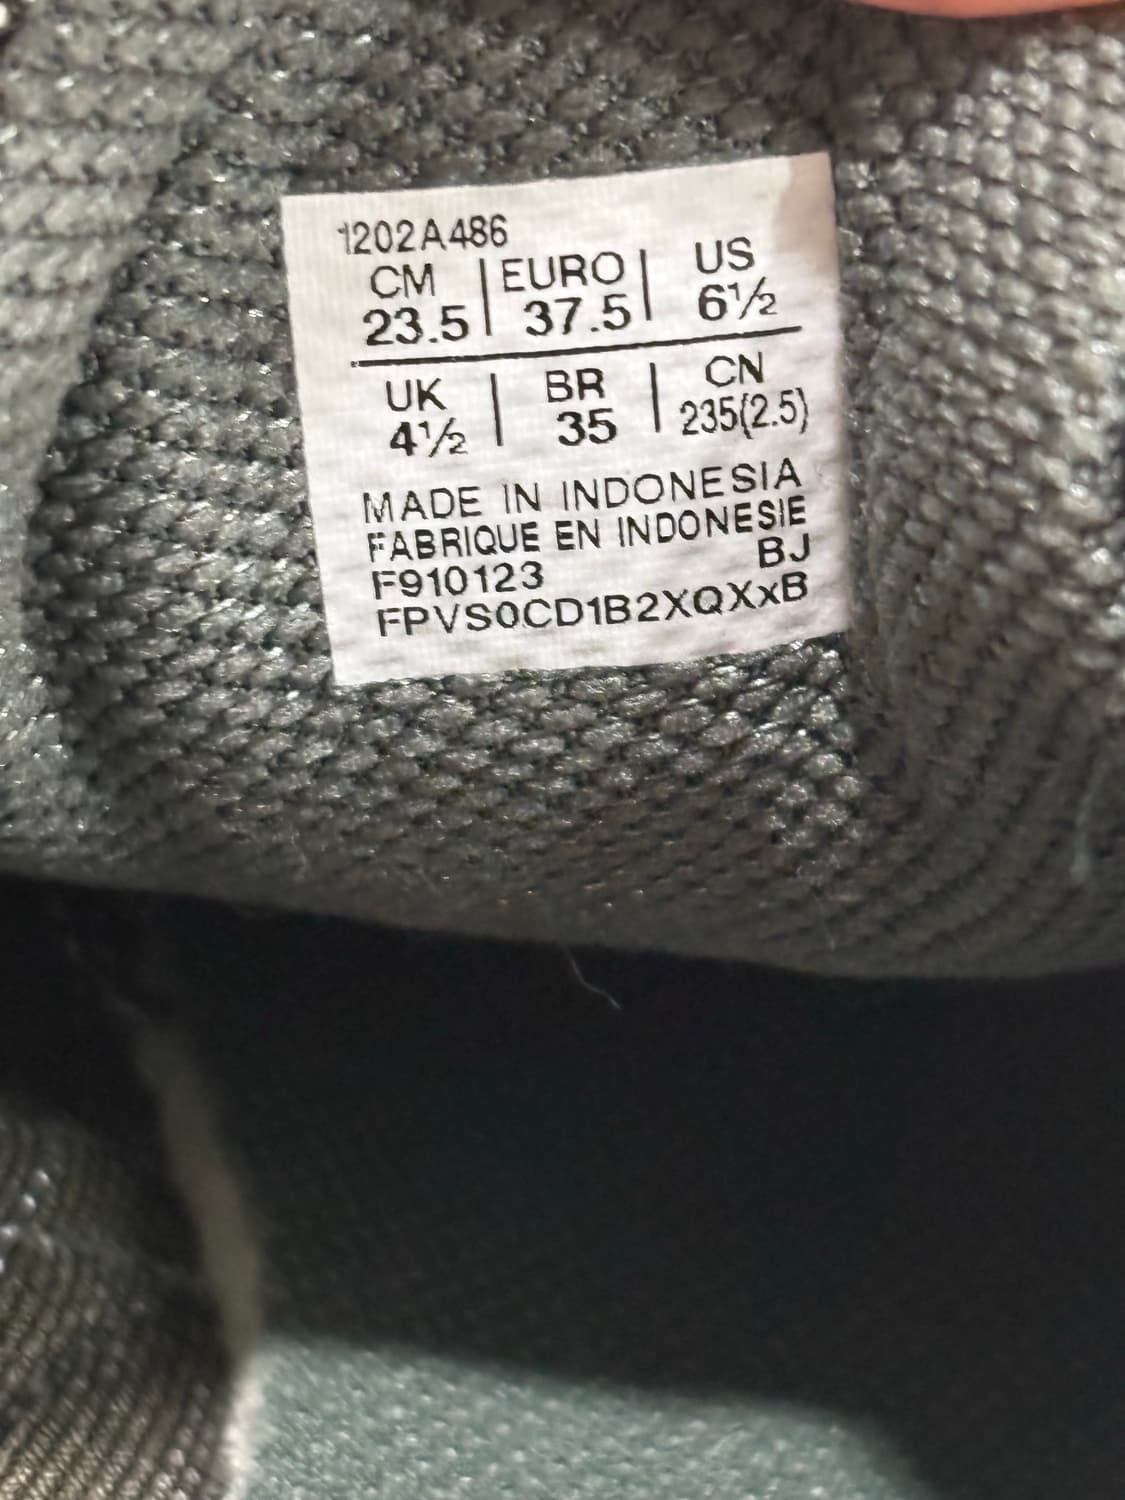 1202A486
CM | EURO | US
23.5 | 37.5 | 6½
UK | BR | CN
4½ | 35 | 235(2.5)
MADE IN INDONESIA
FABRIQUE EN INDONESIE
F910123 BJ
FPVS0CD1B2XQXxB